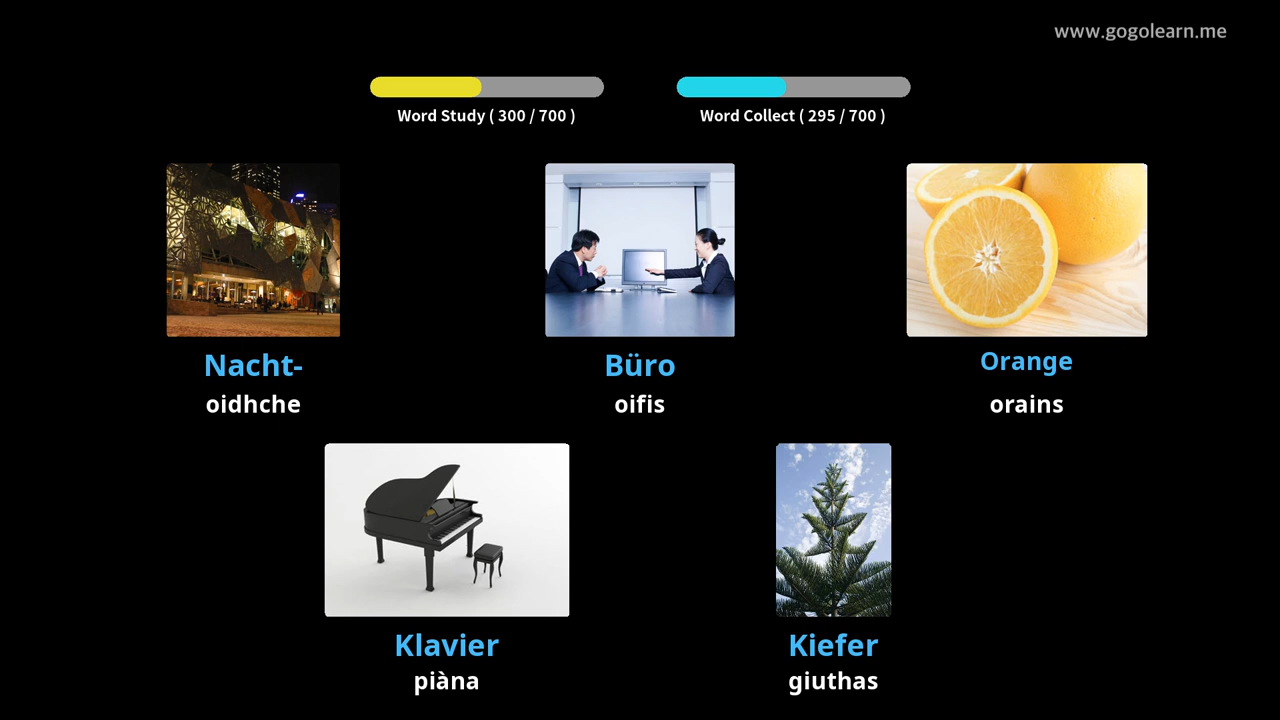 www.gogolearn.me
Word Study ( 300 / 700 )
Word Collect ( 295 / 700 )
Nacht-
oidhche
Büro
oifis
Orange
orains
Klavier
piàna
Kiefer
giuthas